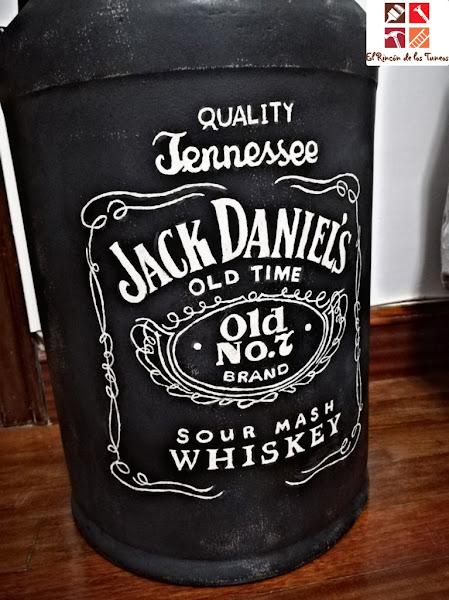 El Rincón de los Tuneos
QUALITY
Tennessee
JACK DANIEL'S
OLD TIME
Old
No.7
BRAND
SOUR MASH
WHISKEY